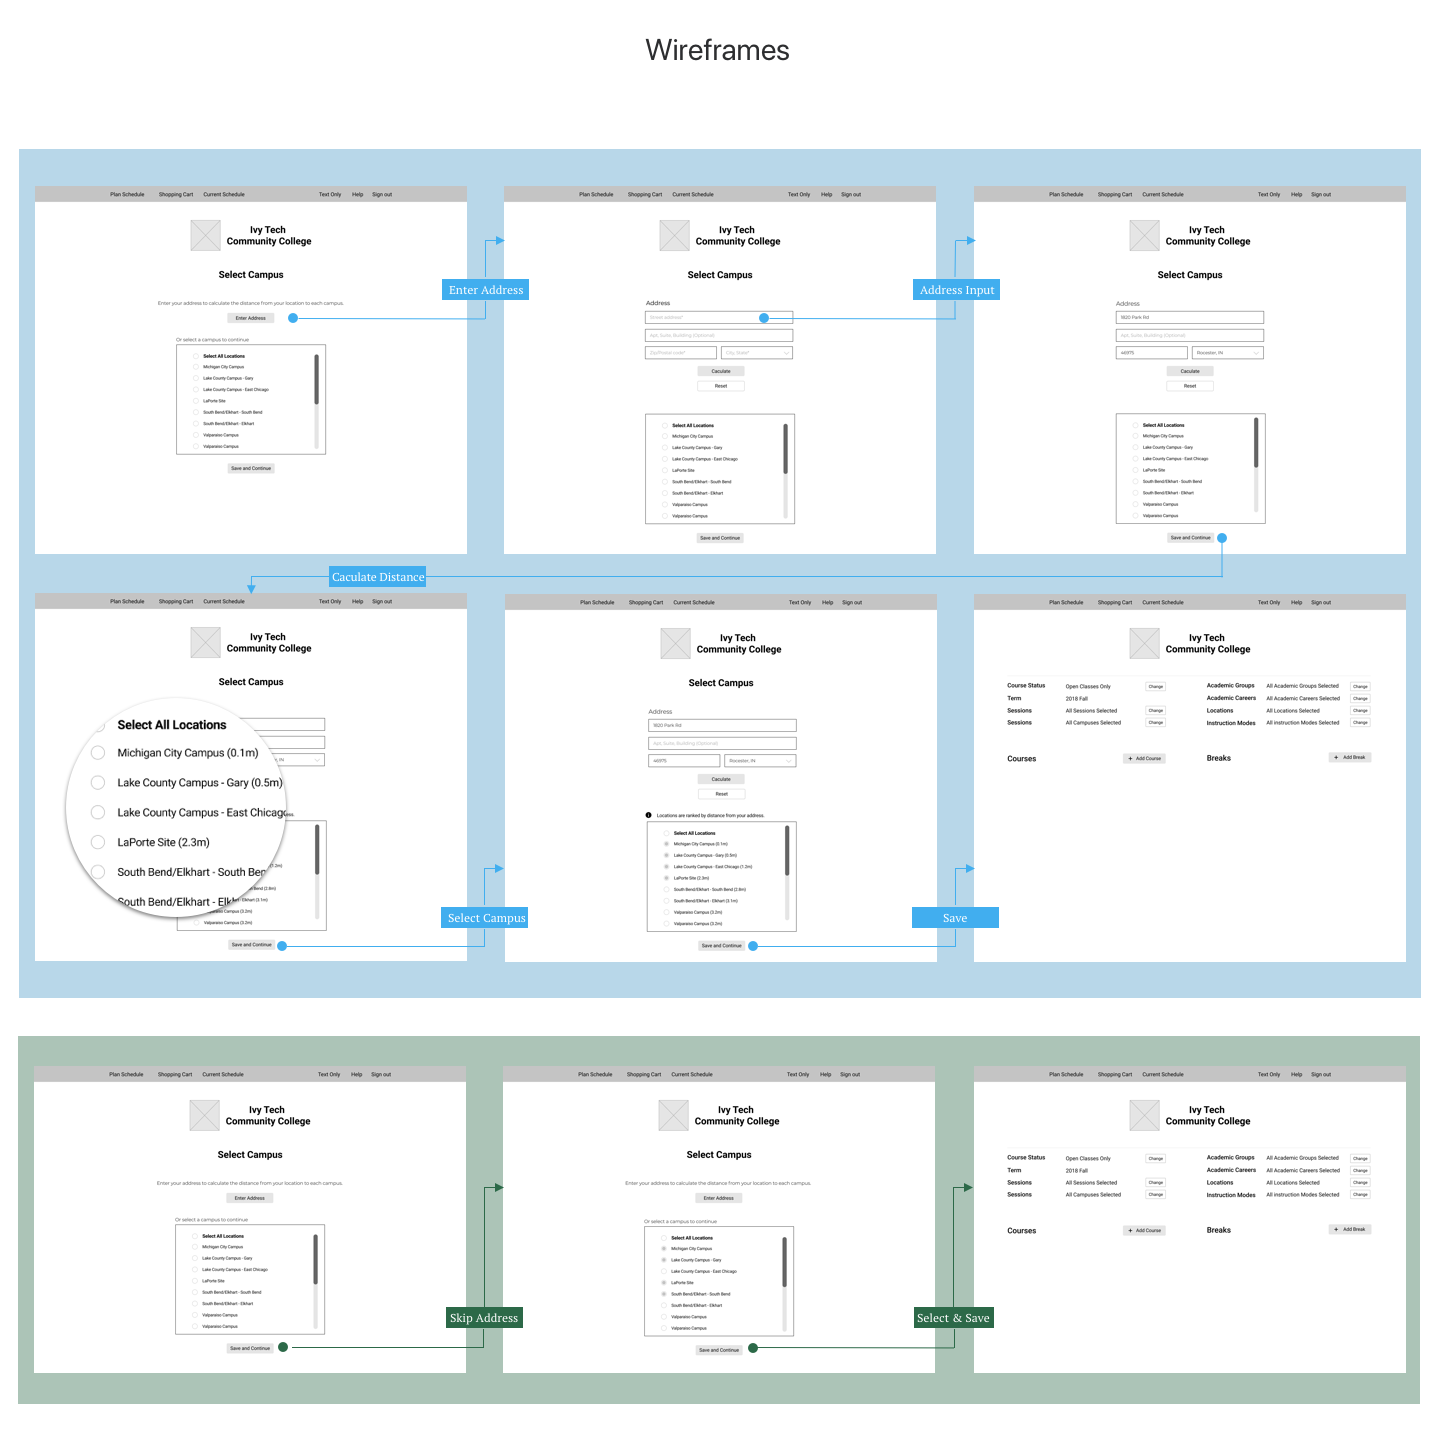 Wireframes
Plan Schedule Shopping Cart Current Schedule Text Only Help Sign out
Ivy Tech
Community College
Select Campus
Enter your address to calculate the distance from your location to each campus.
Enter Address
Or select a campus to continue
Select All Locations
Michigan City Campus
Lake County Campus - Gary
Lake County Campus - East Chicago
LaPorte Site
South Bend/Elkhart - South Bend
South Bend/Elkhart - Elkhart
Valparaiso Campus
Valparaiso Campus
Save and Continue
Enter Address
Plan Schedule Shopping Cart Current Schedule Text Only Help Sign out
Ivy Tech
Community College
Select Campus
Address
Street address*
Apt, Suite, Building (Optional)
Zip/Postal code* City, State*
Caculate
Reset
Select All Locations
Michigan City Campus
Lake County Campus - Gary
Lake County Campus - East Chicago
LaPorte Site
South Bend/Elkhart - South Bend
South Bend/Elkhart - Elkhart
Valparaiso Campus
Valparaiso Campus
Save and Continue
Address Input
Plan Schedule Shopping Cart Current Schedule Text Only Help Sign out
Ivy Tech
Community College
Select Campus
Address
1820 Park Rd
Apt, Suite, Building (Optional)
46975 Rocester, IN
Caculate
Reset
Select All Locations
Michigan City Campus
Lake County Campus - Gary
Lake County Campus - East Chicago
LaPorte Site
South Bend/Elkhart - South Bend
South Bend/Elkhart - Elkhart
Valparaiso Campus
Valparaiso Campus
Save and Continue
Caculate Distance
Plan Schedule Shopping Cart Current Schedule Text Only Help Sign out
Ivy Tech
Community College
Select Campus
Select All Locations
Michigan City Campus (0.1m)
Lake County Campus - Gary (0.5m)
Lake County Campus - East Chicago
LaPorte Site (2.3m)
South Bend/Elkhart - South Ben
South Bend/Elkhart - Elkh
, IN
ess.
(1.2m)
Bend (2.8m)
hart (3.1m)
Campus (3.2m)
Valparaiso Campus (3.2m)
Save and Continue
Select Campus
Plan Schedule Shopping Cart Current Schedule Text Only Help Sign out
Ivy Tech
Community College
Select Campus
Address
1820 Park Rd
Apt, Suite, Building (Optional)
46975 Rocester, IN
Caculate
Reset
Locations are ranked by distance from your address.
Select All Locations
Michigan City Campus (0.1m)
Lake County Campus - Gary (0.5m)
Lake County Campus - East Chicago (1.2m)
LaPorte Site (2.3m)
South Bend/Elkhart - South Bend (2.8m)
South Bend/Elkhart - Elkhart (3.1m)
Valparaiso Campus (3.2m)
Valparaiso Campus (3.2m)
Save and Continue
Save
Plan Schedule Shopping Cart Current Schedule Text Only Help Sign out
Ivy Tech
Community College
Course Status Open Classes Only Change Academic Groups All Academic Groups Selected Change
Term 2018 Fall Academic Careers All Academic Careers Selected Change
Sessions All Sessions Selected Change Locations All Locations Selected Change
Sessions All Campuses Selected Change Instruction Modes All instruction Modes Selected Change
Courses + Add Course Breaks + Add Break
Plan Schedule Shopping Cart Current Schedule Text Only Help Sign out
Ivy Tech
Community College
Select Campus
Enter your address to calculate the distance from your location to each campus.
Enter Address
Or select a campus to continue
Select All Locations
Michigan City Campus
Lake County Campus - Gary
Lake County Campus - East Chicago
LaPorte Site
South Bend/Elkhart - South Bend
South Bend/Elkhart - Elkhart
Valparaiso Campus
Valparaiso Campus
Save and Continue
Skip Address
Plan Schedule Shopping Cart Current Schedule Text Only Help Sign out
Ivy Tech
Community College
Select Campus
Enter your address to calculate the distance from your location to each campus.
Enter Address
Or select a campus to continue
Select All Locations
Michigan City Campus
Lake County Campus - Gary
Lake County Campus - East Chicago
LaPorte Site
South Bend/Elkhart - South Bend
South Bend/Elkhart - Elkhart
Valparaiso Campus
Valparaiso Campus
Save and Continue
Select & Save
Plan Schedule Shopping Cart Current Schedule Text Only Help Sign out
Ivy Tech
Community College
Course Status Open Classes Only Change Academic Groups All Academic Groups Selected Change
Term 2018 Fall Academic Careers All Academic Careers Selected Change
Sessions All Sessions Selected Change Locations All Locations Selected Change
Sessions All Campuses Selected Change Instruction Modes All instruction Modes Selected Change
Courses + Add Course Breaks + Add Break